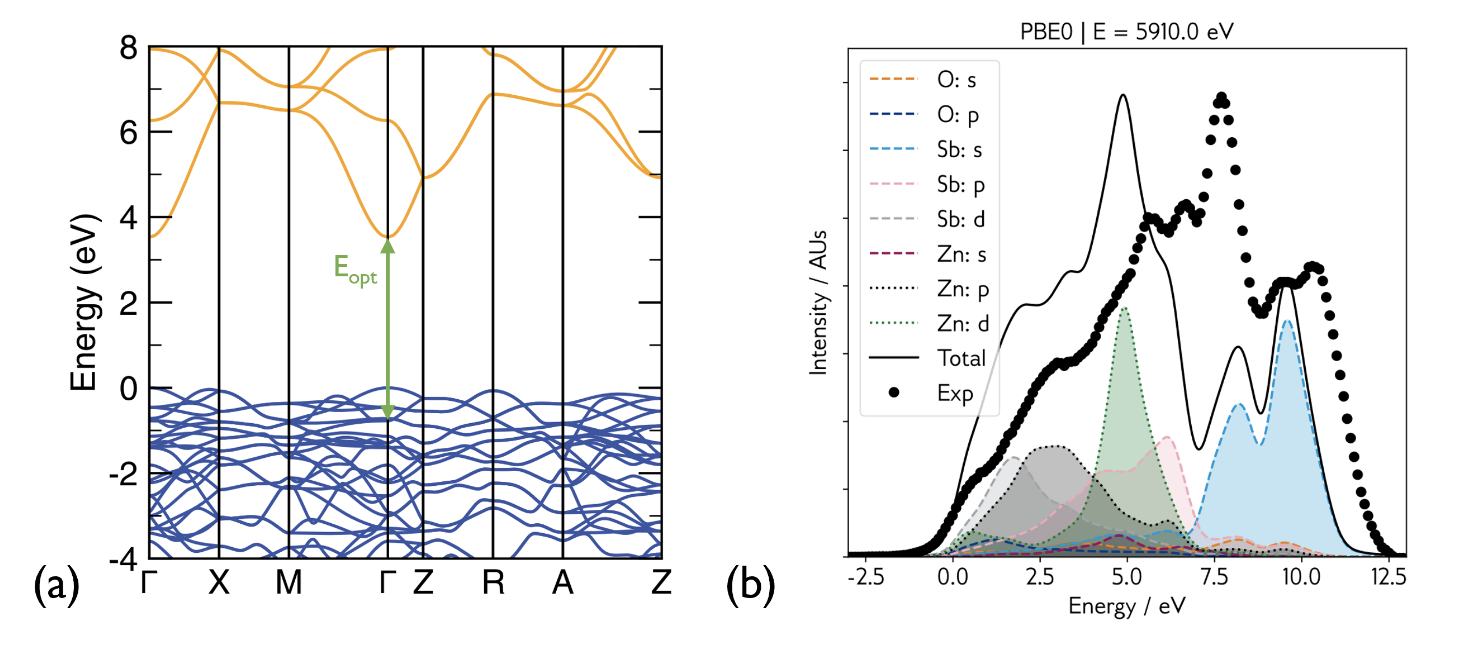 8
6
4
2
0
-2
-4
Energy (eV)
Eopt
Γ X M Γ Z R A Z
(a)
PBE0 | E = 5910.0 eV
O: s
O: p
Sb: s
Sb: p
Sb: d
Zn: s
Zn: p
Zn: d
Total
Exp
Intensity / AUs
-2.5 0.0 2.5 5.0 7.5 10.0 12.5
Energy / eV
(b)